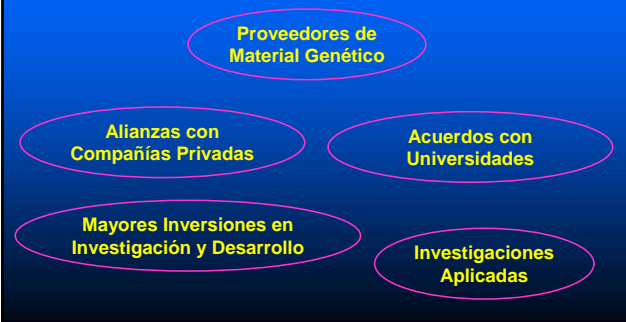 Proveedores de
Material Genético
Alianzas con
Compañías Privadas
Acuerdos con
Universidades
Mayores Inversiones en
Investigación y Desarrollo
Investigaciones
Aplicadas